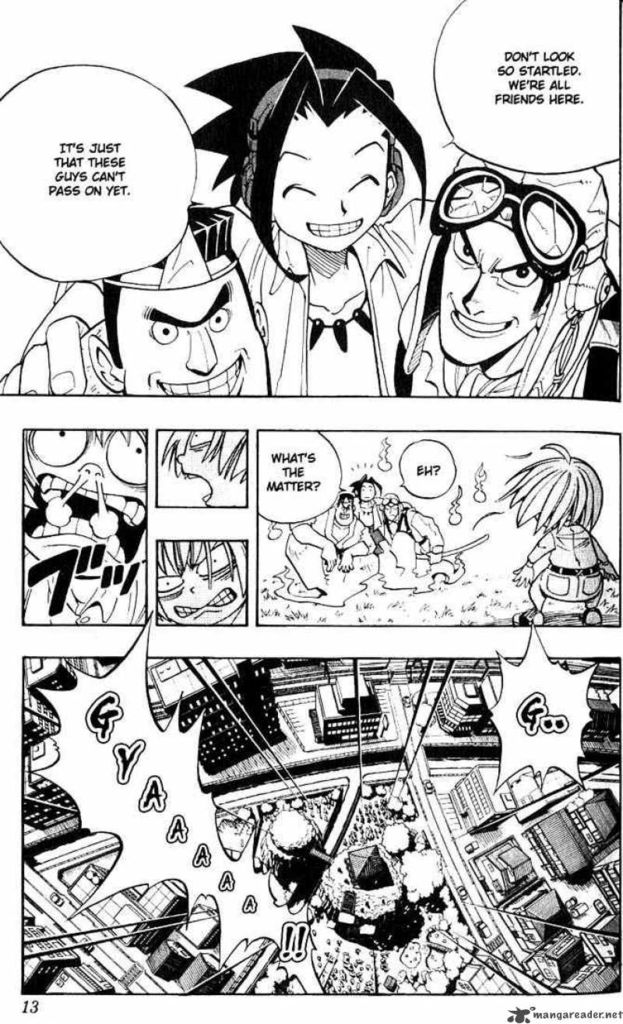 DON'T LOOK
SO STARTLED.
WE'RE ALL
FRIENDS HERE.
IT'S JUST
THAT THESE
GUYS CAN'T
PASS ON YET.
ブッ
WHAT'S
THE
MATTER?
EH?
G..
GYAAAAAA!!
13
mangareader.net